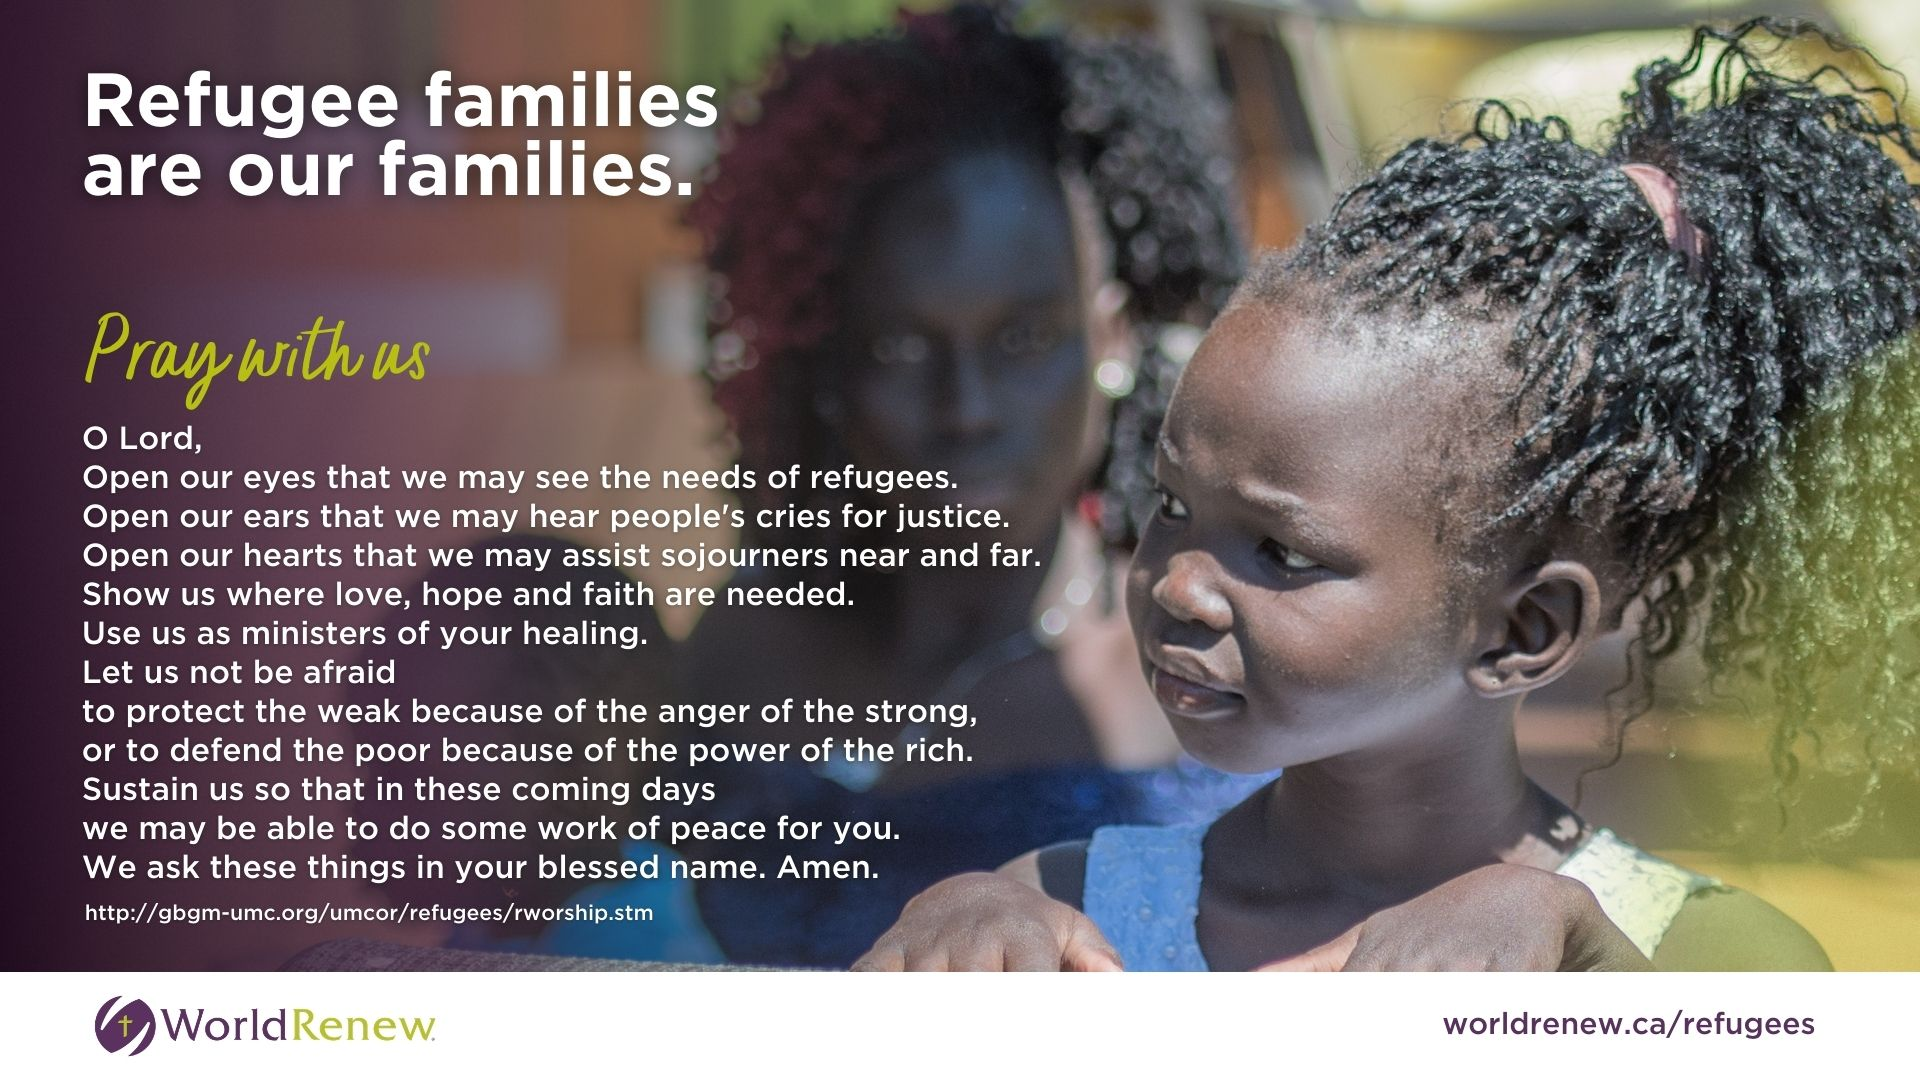 Refugee families
are our families.
Pray with us
O Lord,
Open our eyes that we may see the needs of refugees.
Open our ears that we may hear people's cries for justice.
Open our hearts that we may assist sojourners near and far.
Show us where love, hope and faith are needed.
Use us as ministers of your healing.
Let us not be afraid
to protect the weak because of the anger of the strong,
or to defend the poor because of the power of the rich.
Sustain us so that in these coming days
we may be able to do some work of peace for you.
We ask these things in your blessed name. Amen.
http://gbgm-umc.org/umcor/refugees/rworship.stm
WorldRenew
worldrenew.ca/refugees